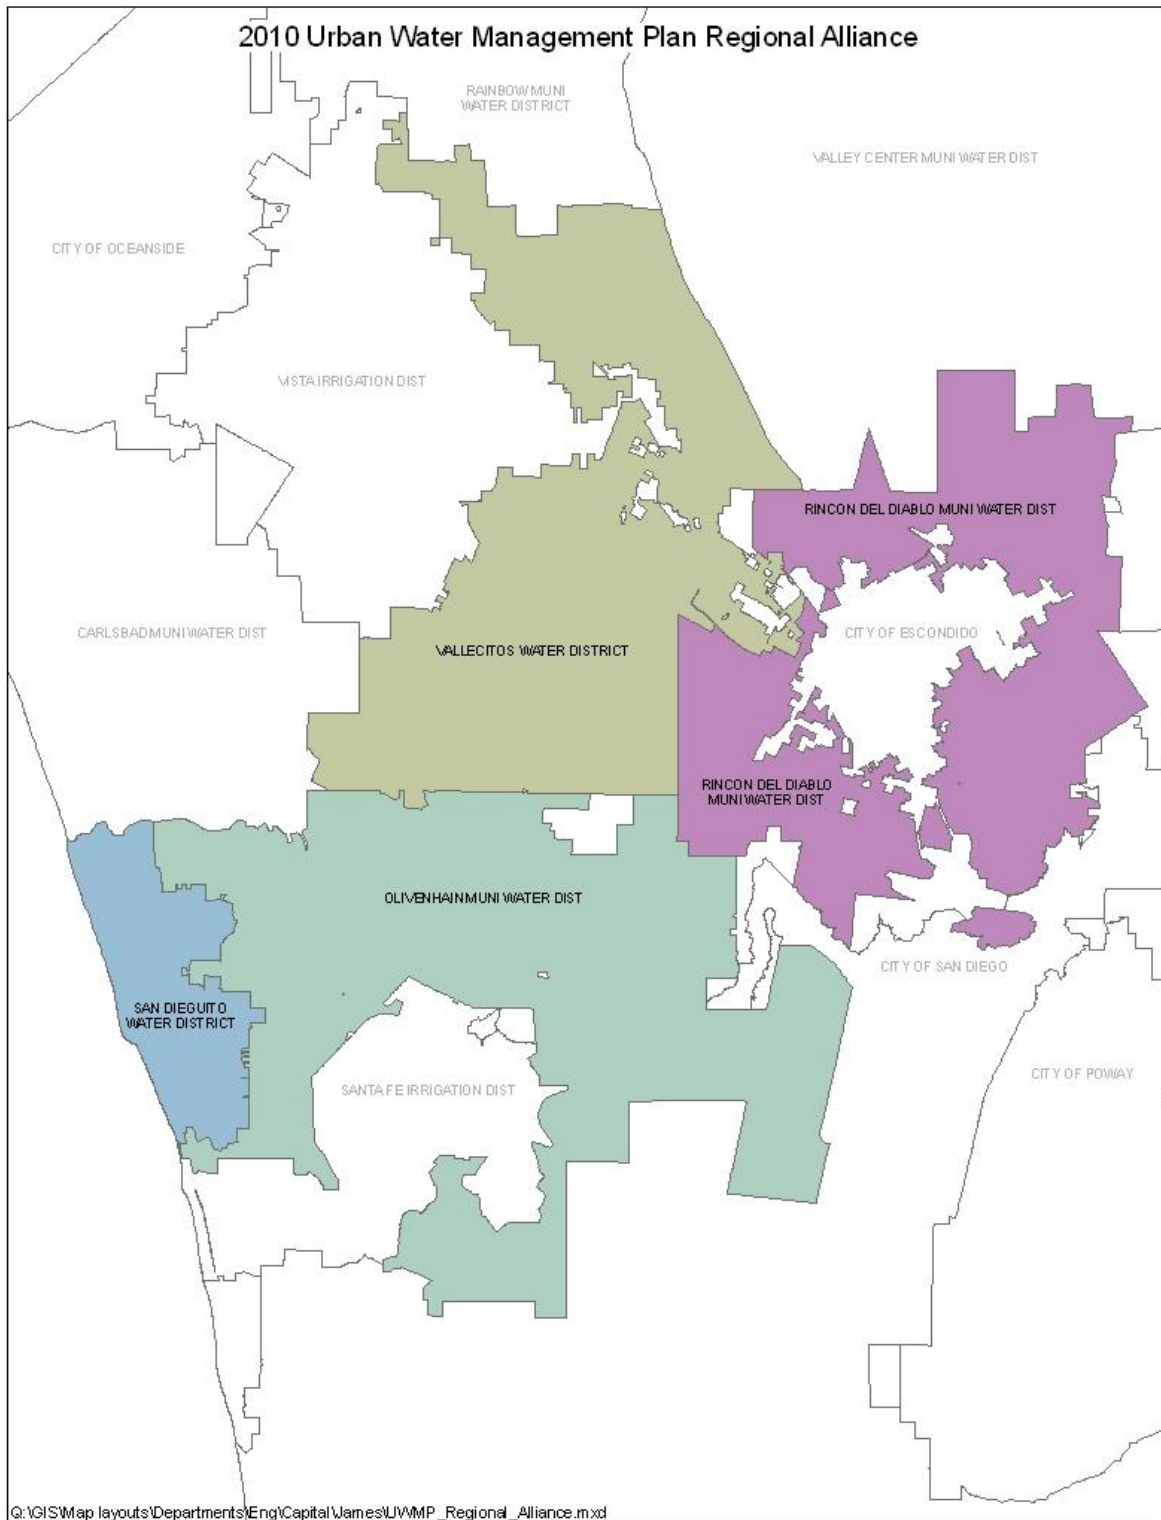 2010 Urban Water Management Plan Regional Alliance
RAINBOW MUNI
WATER DISTRICT
VALLEY CENTER MUNI WATER DIST
CITY OF OCEANSIDE
VISTA IRRIGATION DIST
RINCON DEL DIABLO MUNI WATER DIST
CARLSBAD MUNI WATER DIST
CITY OF ESCONDIDO
VALLECITOS WATER DISTRICT
RINCON DEL DIABLO
MUNI WATER DIST
OLIVENHAIN MUNI WATER DIST
CITY OF SAN DIEGO
SAN DIEGUITO
WATER DISTRICT
CITY OF POWAY
SANTA FE IRRIGATION DIST
Q:\GIS\Map layouts\Departments\Eng\Capital\James\UWMP_Regional_Alliance.mxd